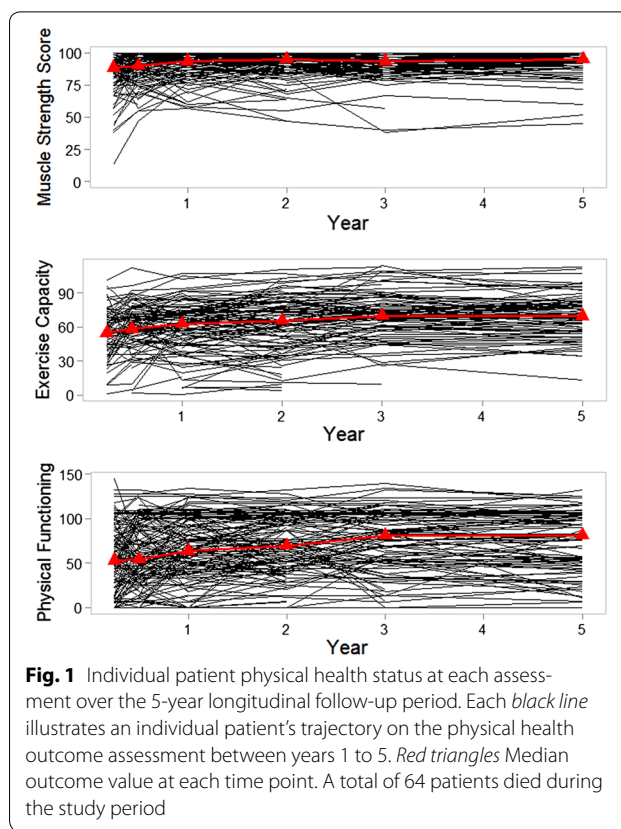 Muscle Strength Score
100
75
50
25
0
1 2 3 4 5
Year
Exercise Capacity
90
60
30
0
1 2 3 4 5
Year
Physical Functioning
150
100
50
0
1 2 3 4 5
Year
Fig. 1 Individual patient physical health status at each assess-
ment over the 5-year longitudinal follow-up period. Each black line
illustrates an individual patient’s trajectory on the physical health
outcome assessment between years 1 to 5. Red triangles Median
outcome value at each time point. A total of 64 patients died during
the study period